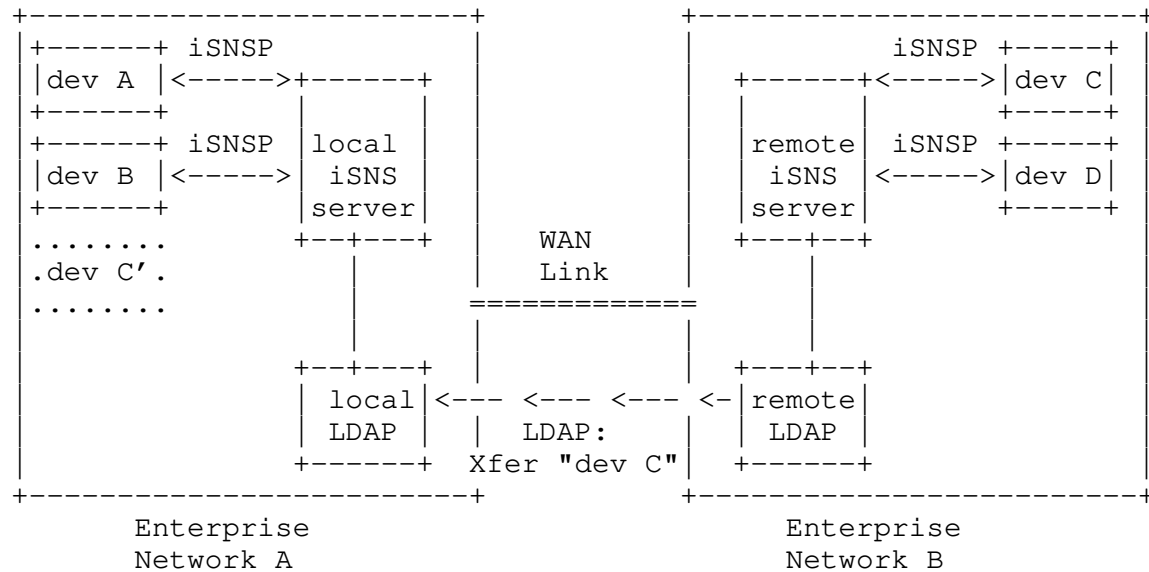 iSNSP iSNSP
dev A <-----> <-----> dev C
iSNSP local remote iSNSP
dev B <-----> iSNS iSNS <-----> dev D
server server
........ WAN
.dev C'. Link
........ =============
local <--- <--- <--- <- remote
LDAP LDAP: LDAP
Xfer "dev C"
Enterprise Enterprise
Network A Network B